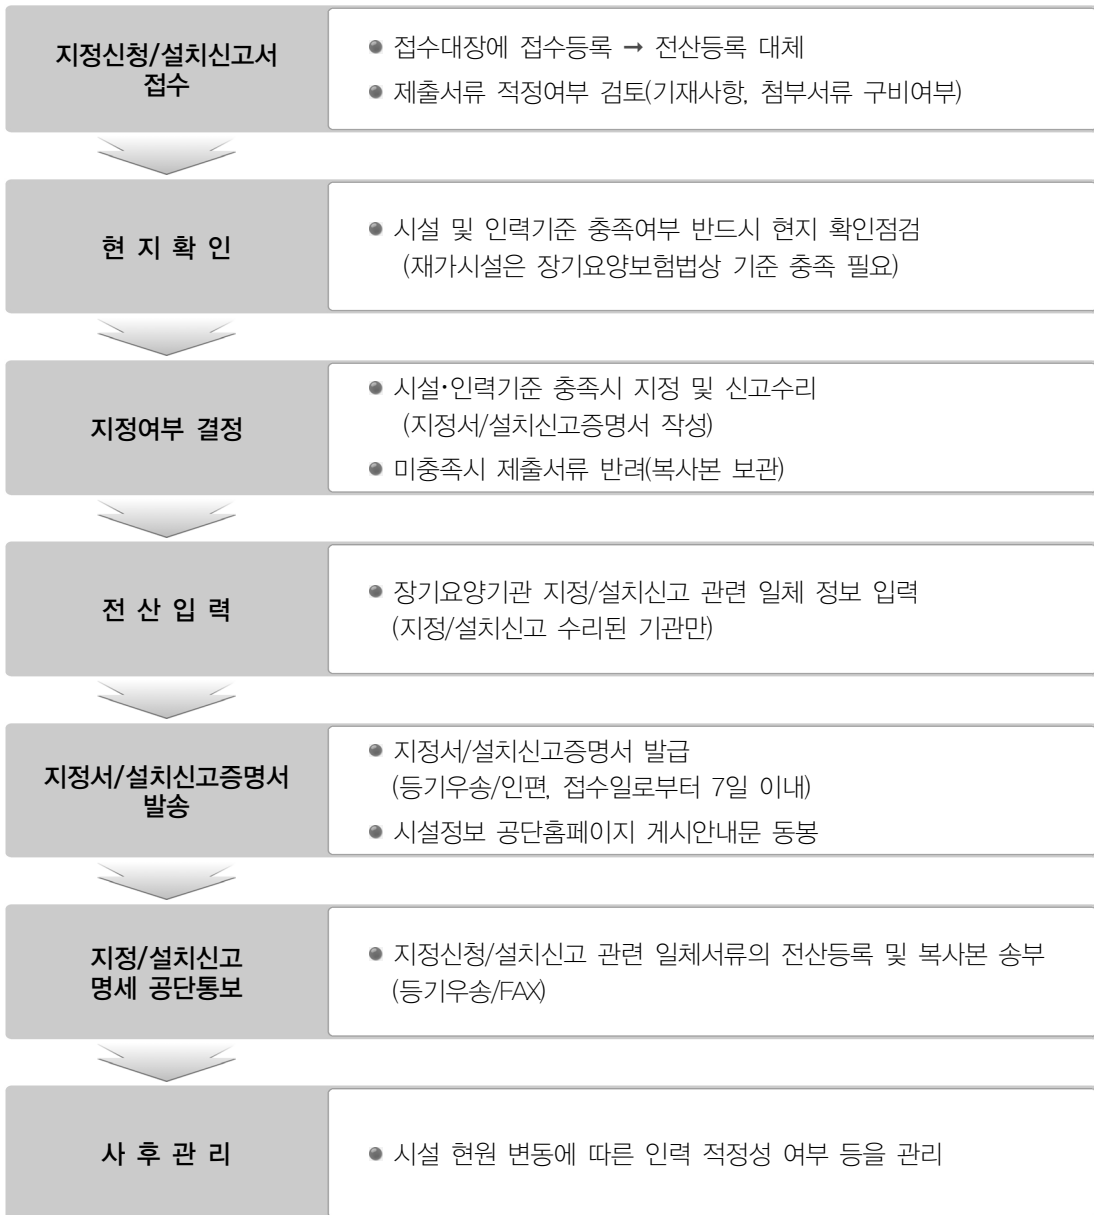 지정신청/설치신고서
접수
● 접수대장에 접수등록 → 전산등록 대체
● 제출서류 적정여부 검토(기재사항, 첨부서류 구비여부)
현 지 확 인
● 시설 및 인력기준 충족여부 반드시 현지 확인점검
(재가시설은 장기요양보험법상 기준 충족 필요)
지정여부 결정
● 시설·인력기준 충족시 지정 및 신고수리
(지정서/설치신고증명서 작성)
● 미충족시 제출서류 반려(복사본 보관)
전 산 입 력
● 장기요양기관 지정/설치신고 관련 일체 정보 입력
(지정/설치신고 수리된 기관만)
지정서/설치신고증명서
발송
● 지정서/설치신고증명서 발급
(등기우송/인편, 접수일로부터 7일 이내)
● 시설정보 공단홈페이지 게시안내문 동봉
지정/설치신고
명세 공단통보
● 지정신청/설치신고 관련 일체서류의 전산등록 및 복사본 송부
(등기우송/FAX)
사 후 관 리
● 시설 현원 변동에 따른 인력 적정성 여부 등을 관리